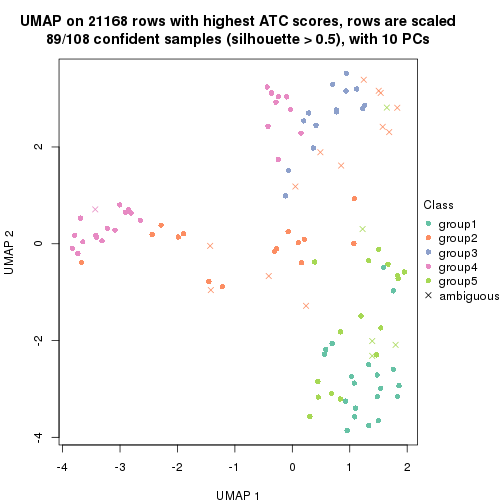 UMAP on 21168 rows with highest ATC scores, rows are scaled
89/108 confident samples (silhouette > 0.5), with 10 PCs
UMAP 2
2
0
-2
-4
-4
-3
-2
-1
0
1
2
UMAP 1
Class
group1
group2
group3
group4
group5
ambiguous